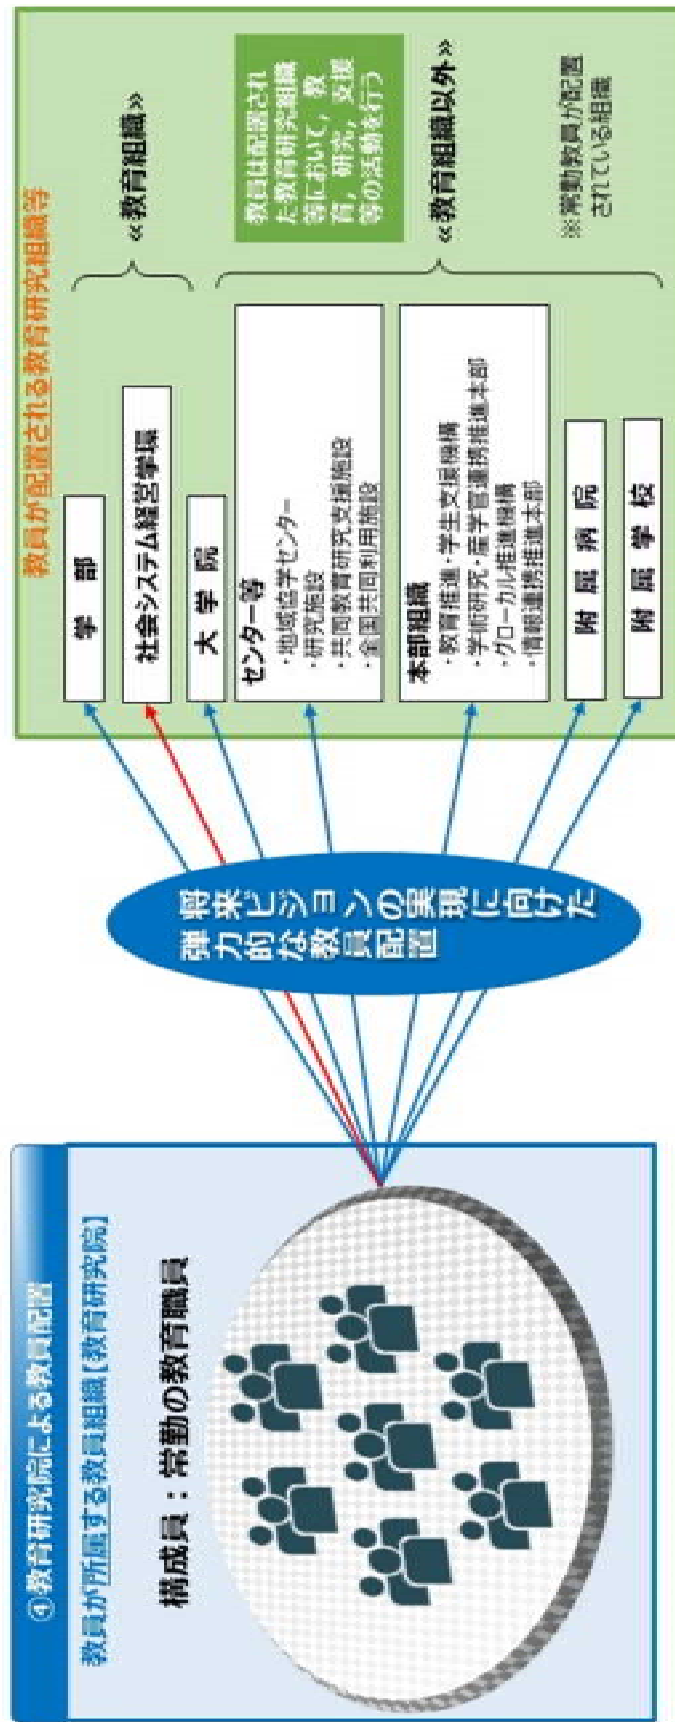 ④教育研究院による教員配置
教員が所属する教員組織【教育研究院】
構成員：常勤の教育職員
将来ビジョンの実現に向けた
弾力的な教員配置
教員が配置される教育研究組織等
学部
社会システム経営学環
大学院
センター等
・地域協学センター
・研究施設
・共同教育研究支援施設
・全国共同利用施設
本部組織
・教育推進・学生支援機構
・学術研究・産学官連携推進本部
・グローカル推進機構
・情報連携推進本部
附属病院
附属学校
≪教育組織≫
教員は配置され
た教育研究組織
等において，教
育，研究，支援
等の活動を行う
≪教育組織以外≫
※常勤教員が配置
されている組織